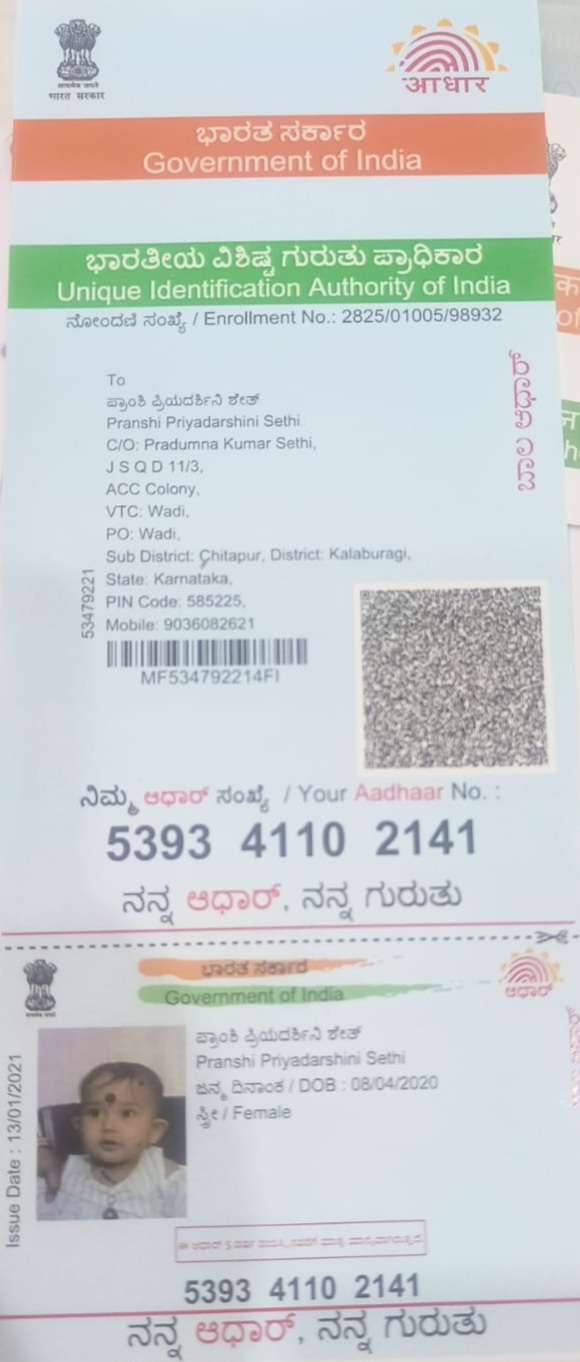 सत्यमेव जयते
भारत सरकार
आधार
ಭಾರತ ಸರ್ಕಾರ
Government of India
ಭಾರತೀಯ ವಿಶಿಷ್ಟ ಗುರುತು ಪ್ರಾಧಿಕಾರ
Unique Identification Authority of India
ನೋಂದಣಿ ಸಂಖ್ಯೆ / Enrollment No.: 2825/01005/98932
ಬಾಲ ಆಧಾರ್
To
ಪ್ರಾಂಶಿ ಪ್ರಿಯದರ್ಶಿನಿ ಶೇತ್
Pranshi Priyadarshini Sethi
C/O: Pradumna Kumar Sethi,
J S Q D 11/3,
ACC Colony,
VTC: Wadi,
PO: Wadi,
Sub District: Chitapur, District: Kalaburagi,
State: Karnataka,
PIN Code: 585225,
Mobile: 9036082621
53479221
MF534792214FI
ನಿಮ್ಮ ಆಧಾರ್ ಸಂಖ್ಯೆ / Your Aadhaar No. :
5393 4110 2141
ನನ್ನ ಆಧಾರ್, ನನ್ನ ಗುರುತು
ಭಾರತ ಸರ್ಕಾರ
Government of India
ಆಧಾರ್
ಪ್ರಾಂಶಿ ಪ್ರಿಯದರ್ಶಿನಿ ಶೇತ್
Pranshi Priyadarshini Sethi
ಜನ್ಮ ದಿನಾಂಕ / DOB : 08/04/2020
ಸ್ತ್ರೀ / Female
Issue Date : 13/01/2021
5393 4110 2141
ನನ್ನ ಆಧಾರ್, ನನ್ನ ಗುರುತು